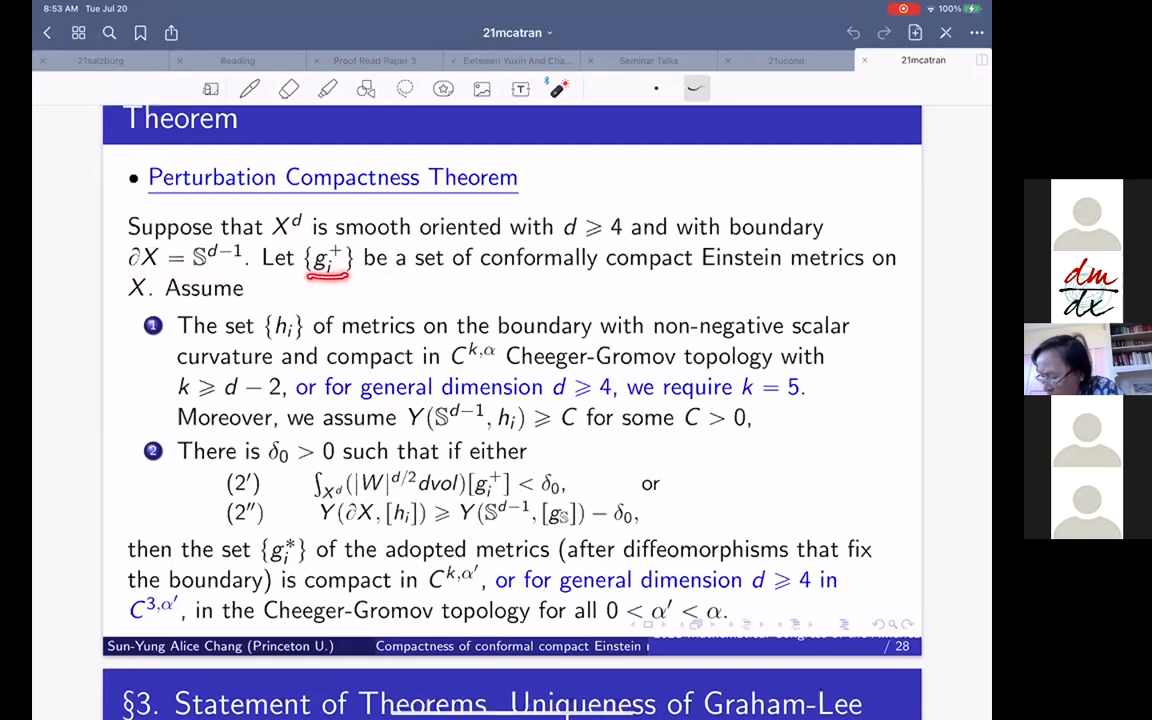 8:53 AM Tue Jul 20
100%
21mcatran
21salzburg
Reading
Proof Read Paper 3
Between Yuxin And Cha...
Seminar Talks
21uconn
21mcatran
Theorem
• Perturbation Compactness Theorem
Suppose that X^d is smooth oriented with d ⩾ 4 and with boundary
∂X = 𝕊^{d−1}. Let {g_i^+} be a set of conformally compact Einstein metrics on
X. Assume
1 The set {h_i} of metrics on the boundary with non-negative scalar
curvature and compact in C^{k,α} Cheeger-Gromov topology with
k ⩾ d − 2, or for general dimension d ⩾ 4, we require k = 5.
Moreover, we assume Y(𝕊^{d−1}, h_i) ⩾ C for some C > 0,
2 There is δ_0 > 0 such that if either
(2′) ∫_{X^d}(|W|^{d/2}dvol)[g_i^+] < δ_0, or
(2′′) Y(∂X, [h_i]) ⩾ Y(𝕊^{d−1}, [g_𝕊]) − δ_0,
then the set {g_i^*} of the adopted metrics (after diffeomorphisms that fix
the boundary) is compact in C^{k,α′}, or for general dimension d ⩾ 4 in
C^{3,α′}, in the Cheeger-Gromov topology for all 0 < α′ < α.
Sun-Yung Alice Chang (Princeton U.)
Compactness of conformal compact Einstein
/ 28
§3. Statement of Theorems, Uniqueness of Graham-Lee
dm
dx